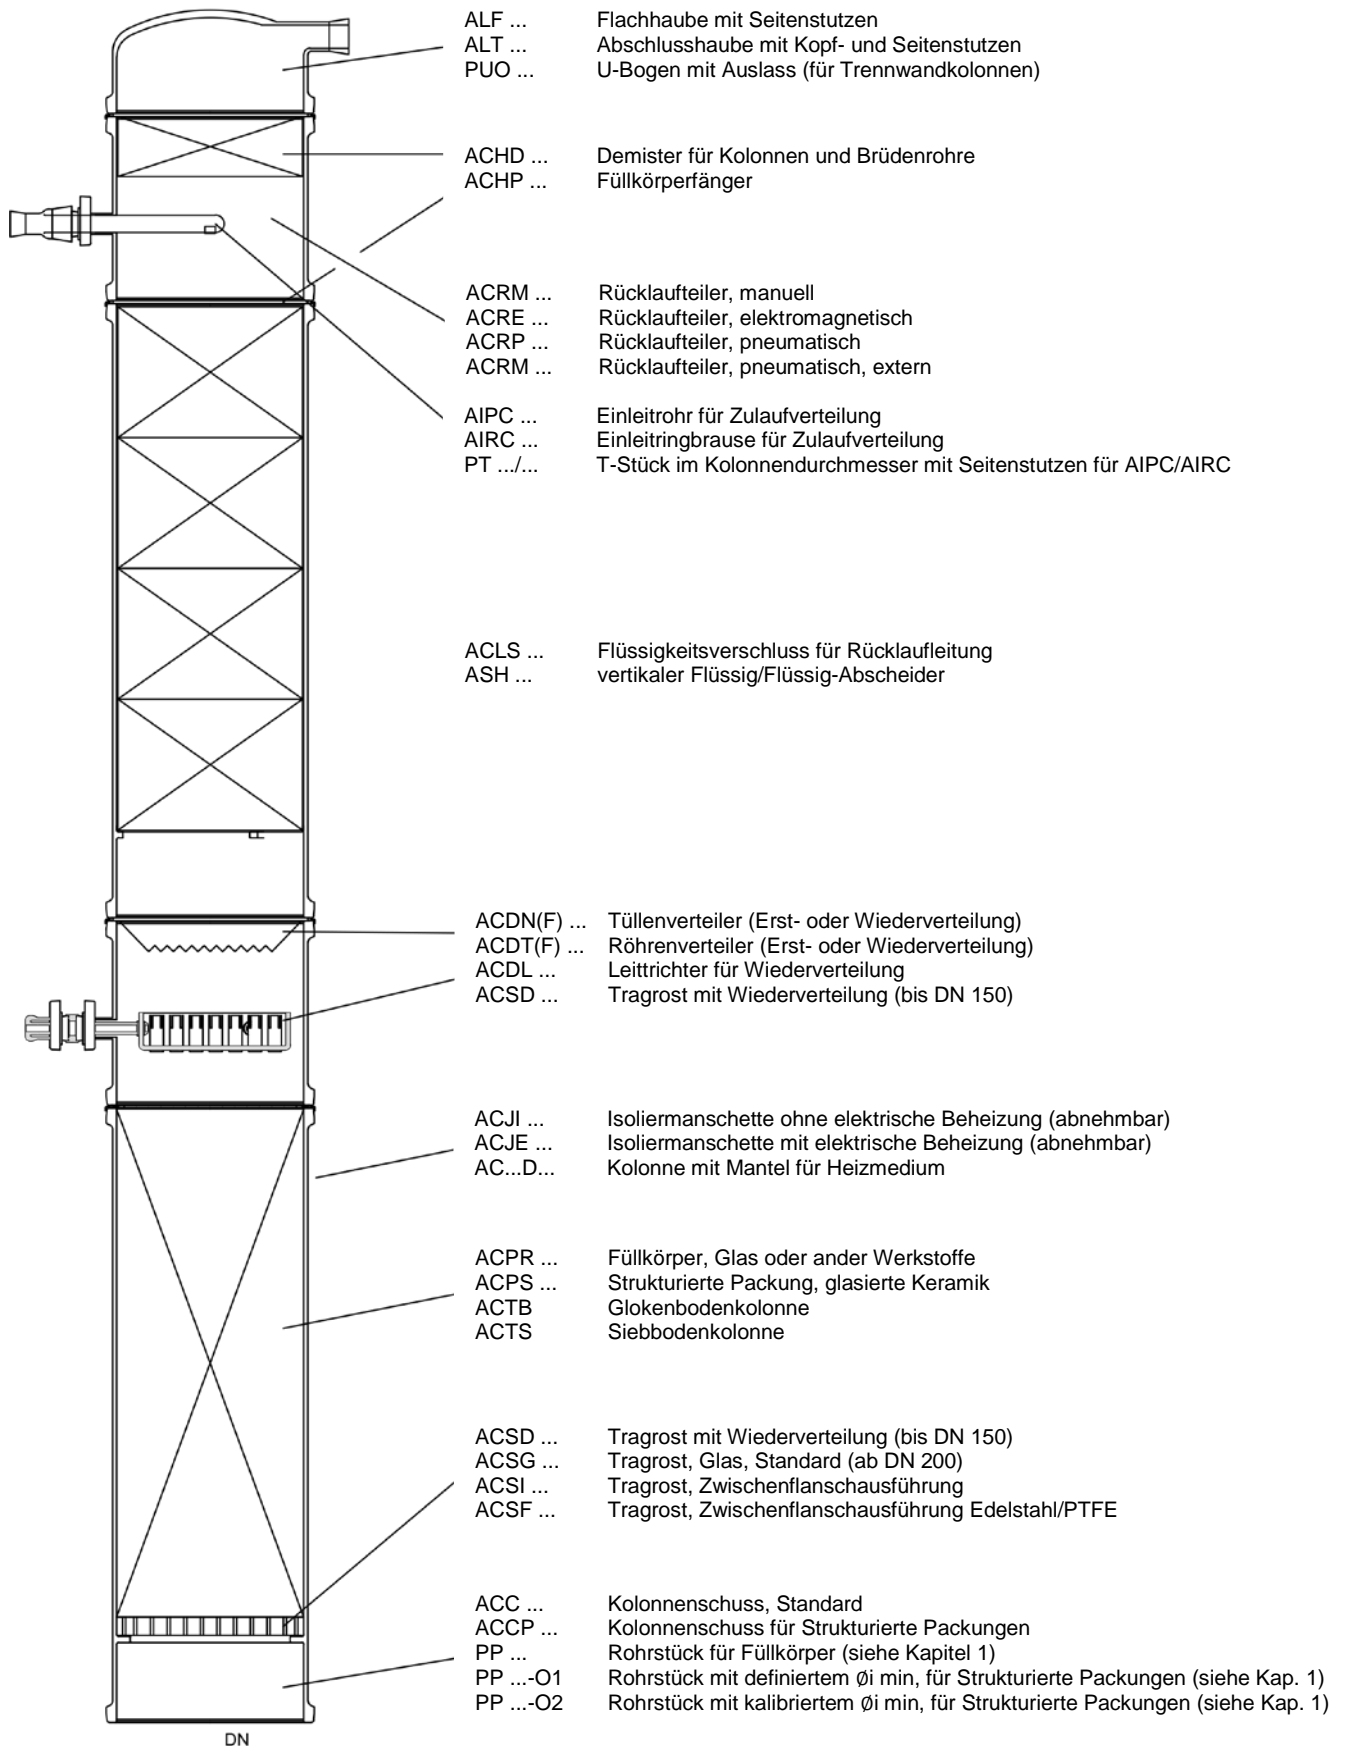 ALF ... Flachhaube mit Seitenstutzen
ALT ... Abschlusshaube mit Kopf- und Seitenstutzen
PUO ... U-Bogen mit Auslass (für Trennwandkolonnen)
ACHD ... Demister für Kolonnen und Brüdenrohre
ACHP ... Füllkörperfänger
ACRM ... Rücklaufteiler, manuell
ACRE ... Rücklaufteiler, elektromagnetisch
ACRP ... Rücklaufteiler, pneumatisch
ACRM ... Rücklaufteiler, pneumatisch, extern
AIPC ... Einleitrohr für Zulaufverteilung
AIRC ... Einleitringbrause für Zulaufverteilung
PT .../... T-Stück im Kolonnendurchmesser mit Seitenstutzen für AIPC/AIRC
ACLS ... Flüssigkeitsverschluss für Rücklaufleitung
ASH ... vertikaler Flüssig/Flüssig-Abscheider
ACDN(F) ... Tüllenverteiler (Erst- oder Wiederverteilung)
ACDT(F) ... Röhrenverteiler (Erst- oder Wiederverteilung)
ACDL ... Leittrichter für Wiederverteilung
ACSD ... Tragrost mit Wiederverteilung (bis DN 150)
ACJI ... Isoliermanschette ohne elektrische Beheizung (abnehmbar)
ACJE ... Isoliermanschette mit elektrische Beheizung (abnehmbar)
AC...D... Kolonne mit Mantel für Heizmedium
ACPR ... Füllkörper, Glas oder ander Werkstoffe
ACPS ... Strukturierte Packung, glasierte Keramik
ACTB Glokenbodenkolonne
ACTS Siebbodenkolonne
ACSD ... Tragrost mit Wiederverteilung (bis DN 150)
ACSG ... Tragrost, Glas, Standard (ab DN 200)
ACSI ... Tragrost, Zwischenflanschausführung
ACSF ... Tragrost, Zwischenflanschausführung Edelstahl/PTFE
ACC ... Kolonnenschuss, Standard
ACCP ... Kolonnenschuss für Strukturierte Packungen
PP ... Rohrstück für Füllkörper (siehe Kapitel 1)
PP ...-O1 Rohrstück mit definiertem Øi min, für Strukturierte Packungen (siehe Kap. 1)
PP ...-O2 Rohrstück mit kalibriertem Øi min, für Strukturierte Packungen (siehe Kap. 1)
DN